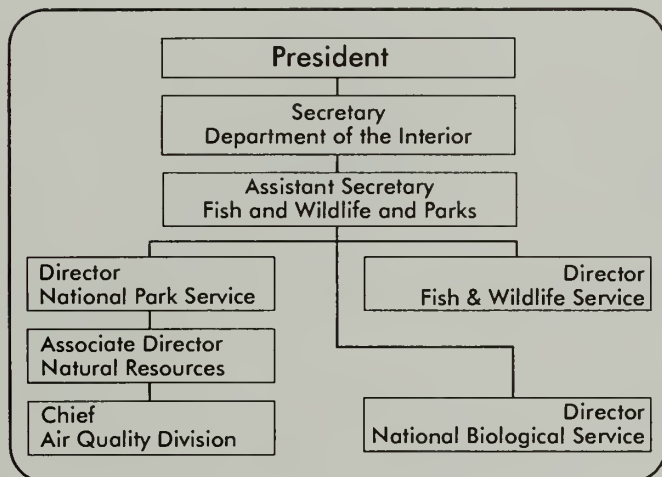 President
Secretary
Department of the Interior
Assistant Secretary
Fish and Wildlife and Parks
Director
National Park Service
Director
Fish & Wildlife Service
Associate Director
Natural Resources
Chief
Air Quality Division
Director
National Biological Service